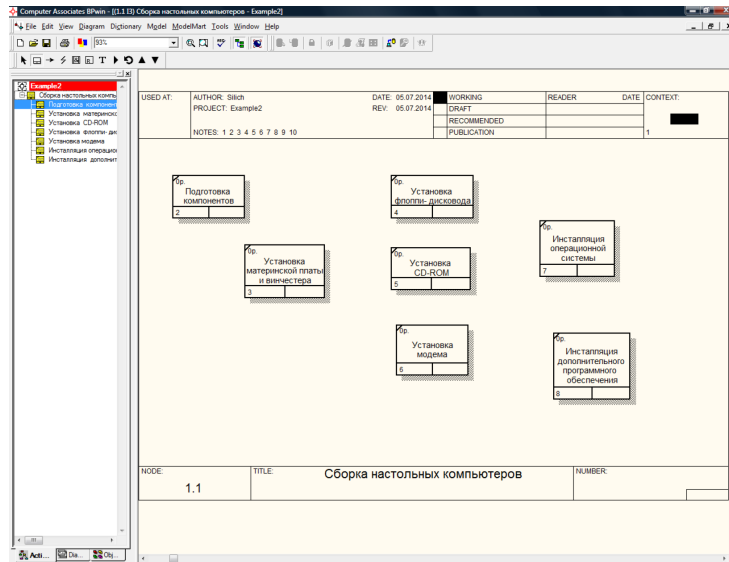 Computer Associates BPwin - [(1.1 I3) Сборка настольных компьютеров - Example2]
File Edit View Diagram Dictionary Model ModelMart Tools Window Help
93%
Example2
Сборка настольных компь
Подготовка компонент
Установка материнск
Установка CD-ROM
Установка флоппи-дис
Установка модема
Инсталляция операцион
Инсталляция дополнит
Acti...
Dia...
Obj...
USED AT:
AUTHOR: Silich
DATE: 05.07.2014
WORKING
READER
DATE
CONTEXT:
PROJECT: Example2
REV: 05.07.2014
DRAFT
RECOMMENDED
NOTES: 1 2 3 4 5 6 7 8 9 10
PUBLICATION
1
0р.
Подготовка
компонентов
2
0р.
Установка
флоппи- дисковода
4
0р.
Инсталляция
операционной
системы
7
0р.
Установка
материнской платы
и винчестера
3
0р.
Установка
CD-ROM
5
0р.
Установка
модема
6
0р.
Инсталляция
дополнительного
программного
обеспечения
8
NODE:
TITLE:
NUMBER:
1.1
Сборка настольных компьютеров